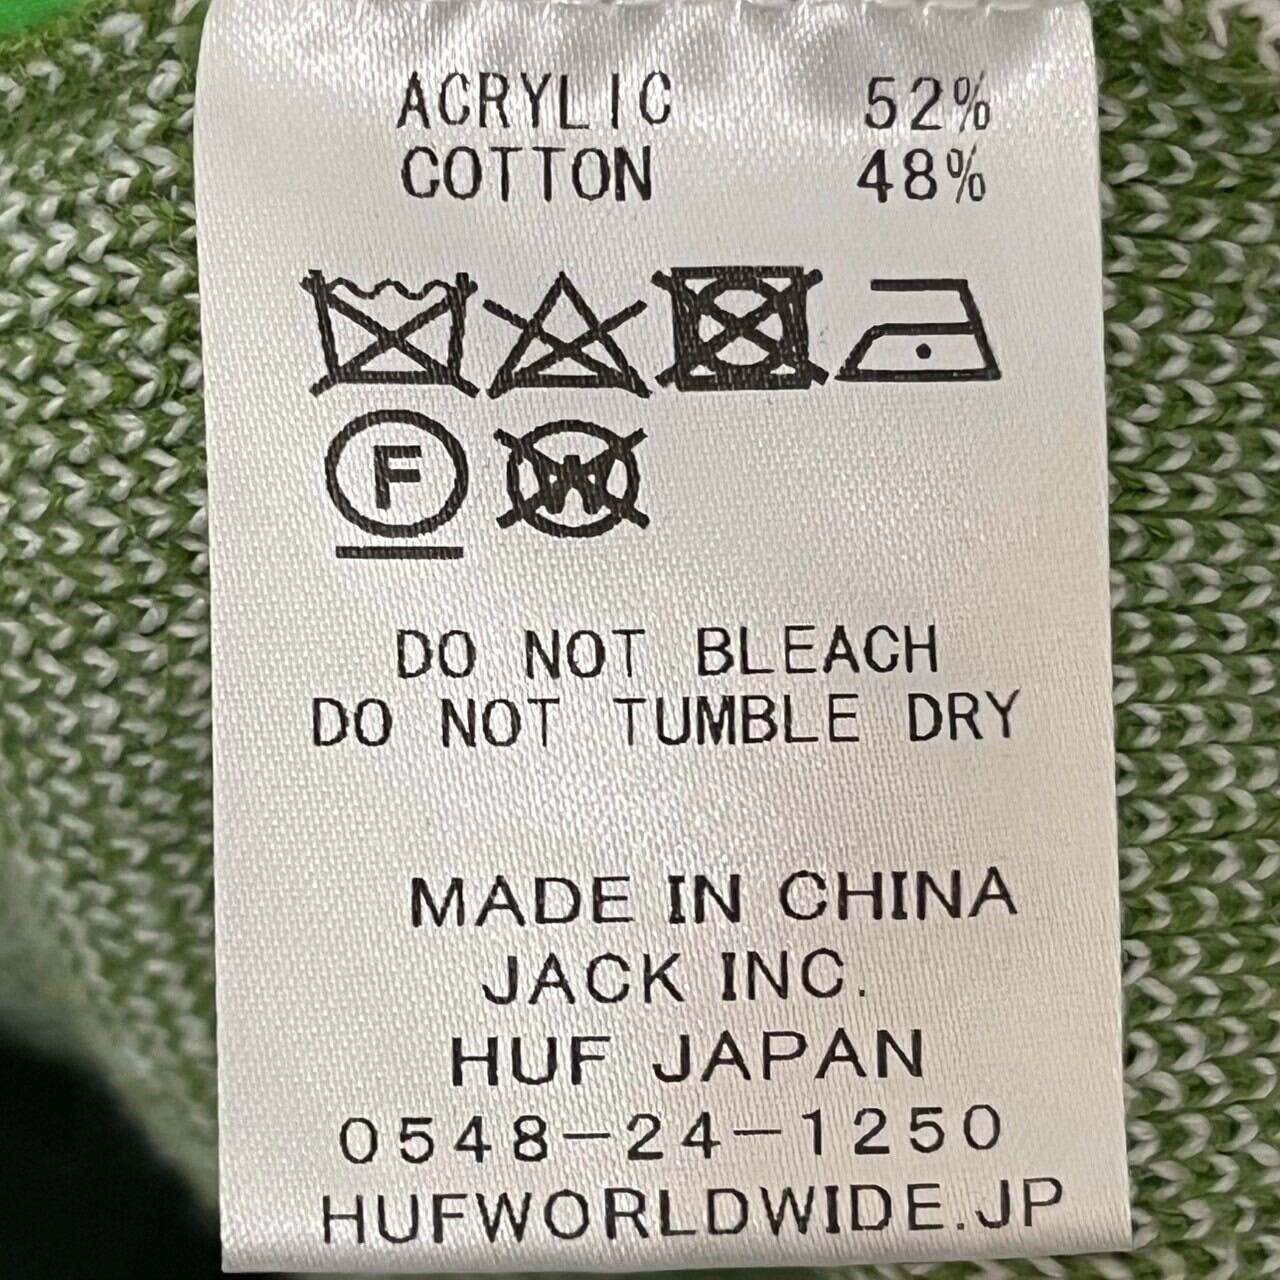 ACRYLIC 52%
COTTON 48%
F
W
DO NOT BLEACH
DO NOT TUMBLE DRY
MADE IN CHINA
JACK INC.
HUF JAPAN
0548-24-1250
HUFWORLDWIDE.JP